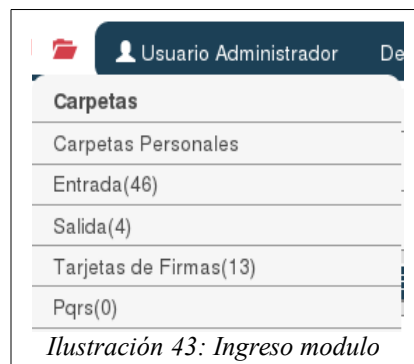 Usuario Administrador De
Carpetas
Carpetas Personales
Entrada(46)
Salida(4)
Tarjetas de Firmas(13)
Pqrs(0)
Ilustración 43: Ingreso modulo